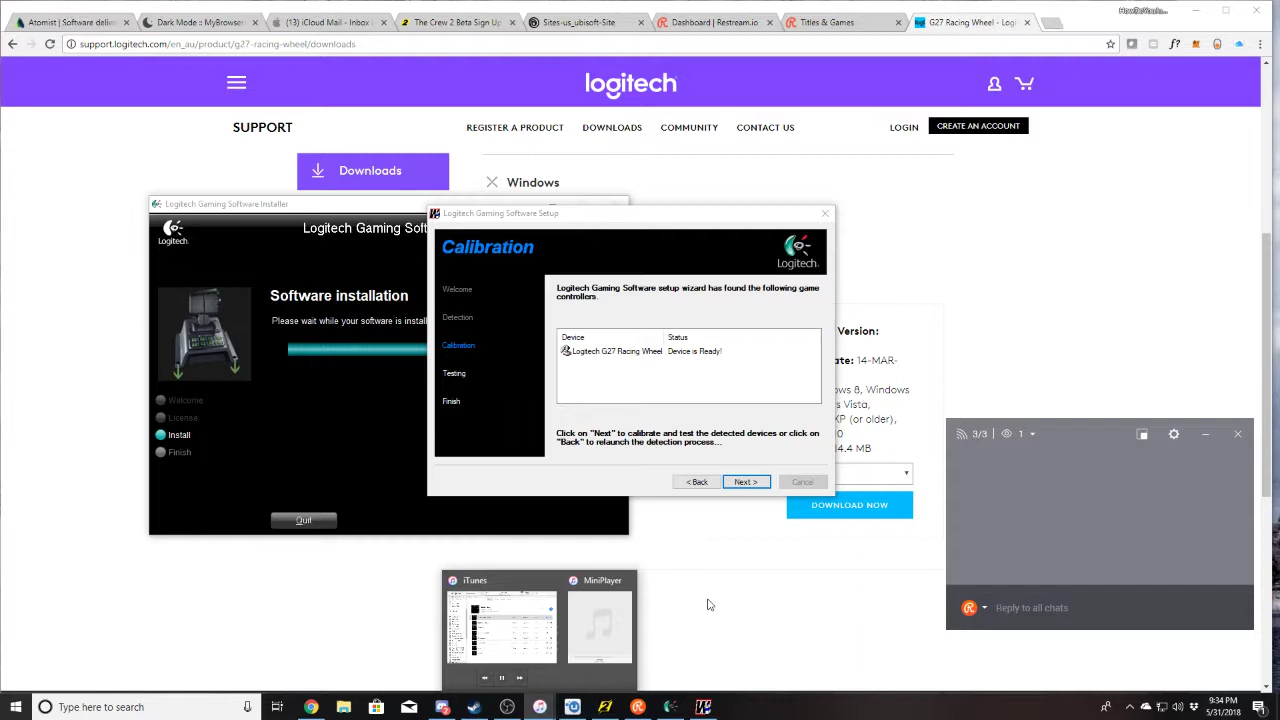 HowToYouk...
Atomist | Software deliver
Dark Mode :: MyBrowser
(13) iCloud Mail - Inbox (
The Crew 2 Beta Sign Up
Sites-us_ubisoft-Site
Dashboard | Restream.io
Titles & Games
G27 Racing Wheel - Logi
support.logitech.com/en_au/product/g27-racing-wheel/downloads
logitech
SUPPORT
REGISTER A PRODUCT
DOWNLOADS
COMMUNITY
CONTACT US
LOGIN
CREATE AN ACCOUNT
Downloads
Windows
Logitech Gaming Software Installer
Logitech
Logitech Gaming Soft
Software installation
Please wait while your software is install
Welcome
License
Install
Finish
Quit
Logitech Gaming Software Setup
Calibration
Logitech
Welcome
Detection
Calibration
Testing
Finish
Logitech Gaming Software setup wizard has found the following game
controllers.
Device Status
Logitech G27 Racing Wheel Device is Ready!
Click on "Next" to calibrate and test the detected devices or click on
"Back" to relaunch the detection process...
< Back
Next >
Cancel
Version:
ate: 14-MAR-
ows 8, Windows
s Vista,
XP (or older),
0
4.4 MB
DOWNLOAD NOW
3/3
1
Reply to all chats
iTunes
MiniPlayer
Type here to search
9:34 PM
5/31/2018